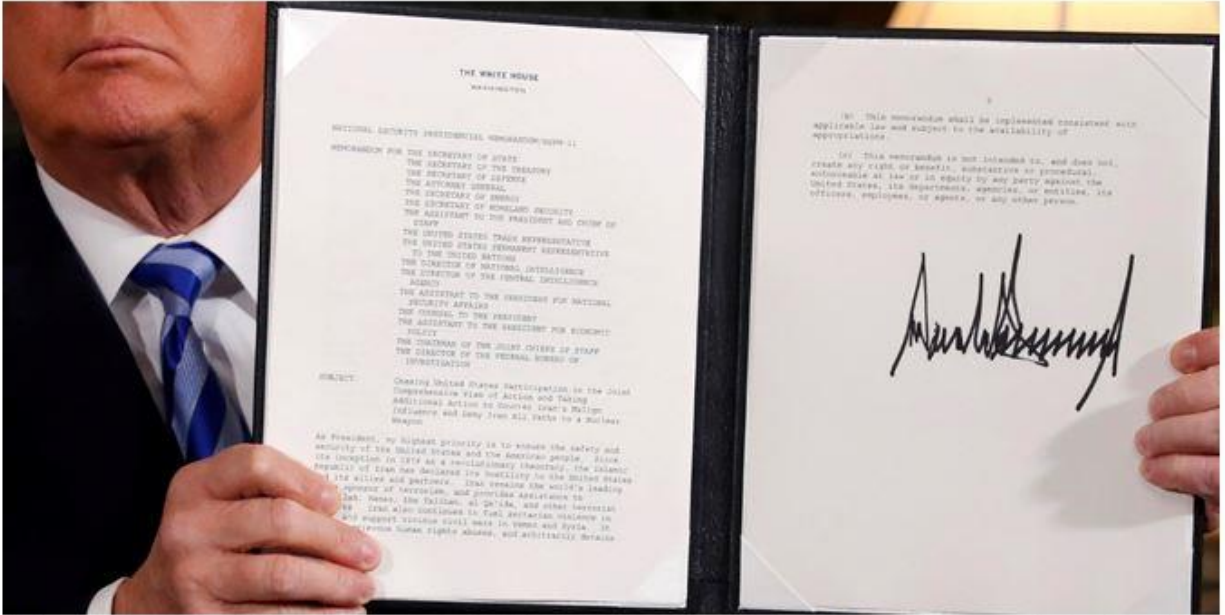 THE WHITE HOUSE
WASHINGTON
NATIONAL SECURITY PRESIDENTIAL MEMORANDUM/NSPM-11
MEMORANDUM FOR THE SECRETARY OF STATE
THE SECRETARY OF THE TREASURY
THE SECRETARY OF DEFENSE
THE ATTORNEY GENERAL
THE SECRETARY OF ENERGY
THE SECRETARY OF HOMELAND SECURITY
THE ASSISTANT TO THE PRESIDENT AND CHIEF OF
STAFF
THE UNITED STATES TRADE REPRESENTATIVE
THE UNITED STATES PERMANENT REPRESENTATIVE
TO THE UNITED NATIONS
THE DIRECTOR OF NATIONAL INTELLIGENCE
THE DIRECTOR OF THE CENTRAL INTELLIGENCE
AGENCY
THE ASSISTANT TO THE PRESIDENT FOR NATIONAL
SECURITY AFFAIRS
THE COUNSEL TO THE PRESIDENT
THE ASSISTANT TO THE PRESIDENT FOR ECONOMIC
POLICY
THE CHAIRMAN OF THE JOINT CHIEFS OF STAFF
THE DIRECTOR OF THE FEDERAL BUREAU OF
INVESTIGATION
SUBJECT: Ceasing United States Participation in the Joint
Comprehensive Plan of Action and Taking
Additional Action to Counter Iran's Malign
Influence and Deny Iran All Paths to a Nuclear
Weapon
As President, my highest priority is to ensure the safety and
security of the United States and the American people. Since
its inception in 1979 as a revolutionary theocracy, the Islamic
Republic of Iran has declared its hostility to the United States
its allies and partners. Iran remains the world's leading
sponsor of terrorism, and provides assistance to
Hamas, the Taliban, al-Qa'ida, and other terrorist
Iran also continues to fuel sectarian violence in
and support vicious civil wars in Yemen and Syria. It
human rights abuses, and arbitrarily detains
2
(b) This memorandum shall be implemented consistent with
applicable law and subject to the availability of
appropriations.
(c) This memorandum is not intended to, and does not,
create any right or benefit, substantive or procedural,
enforceable at law or in equity by any party against the
United States, its departments, agencies, or entities, its
officers, employees, or agents, or any other person.